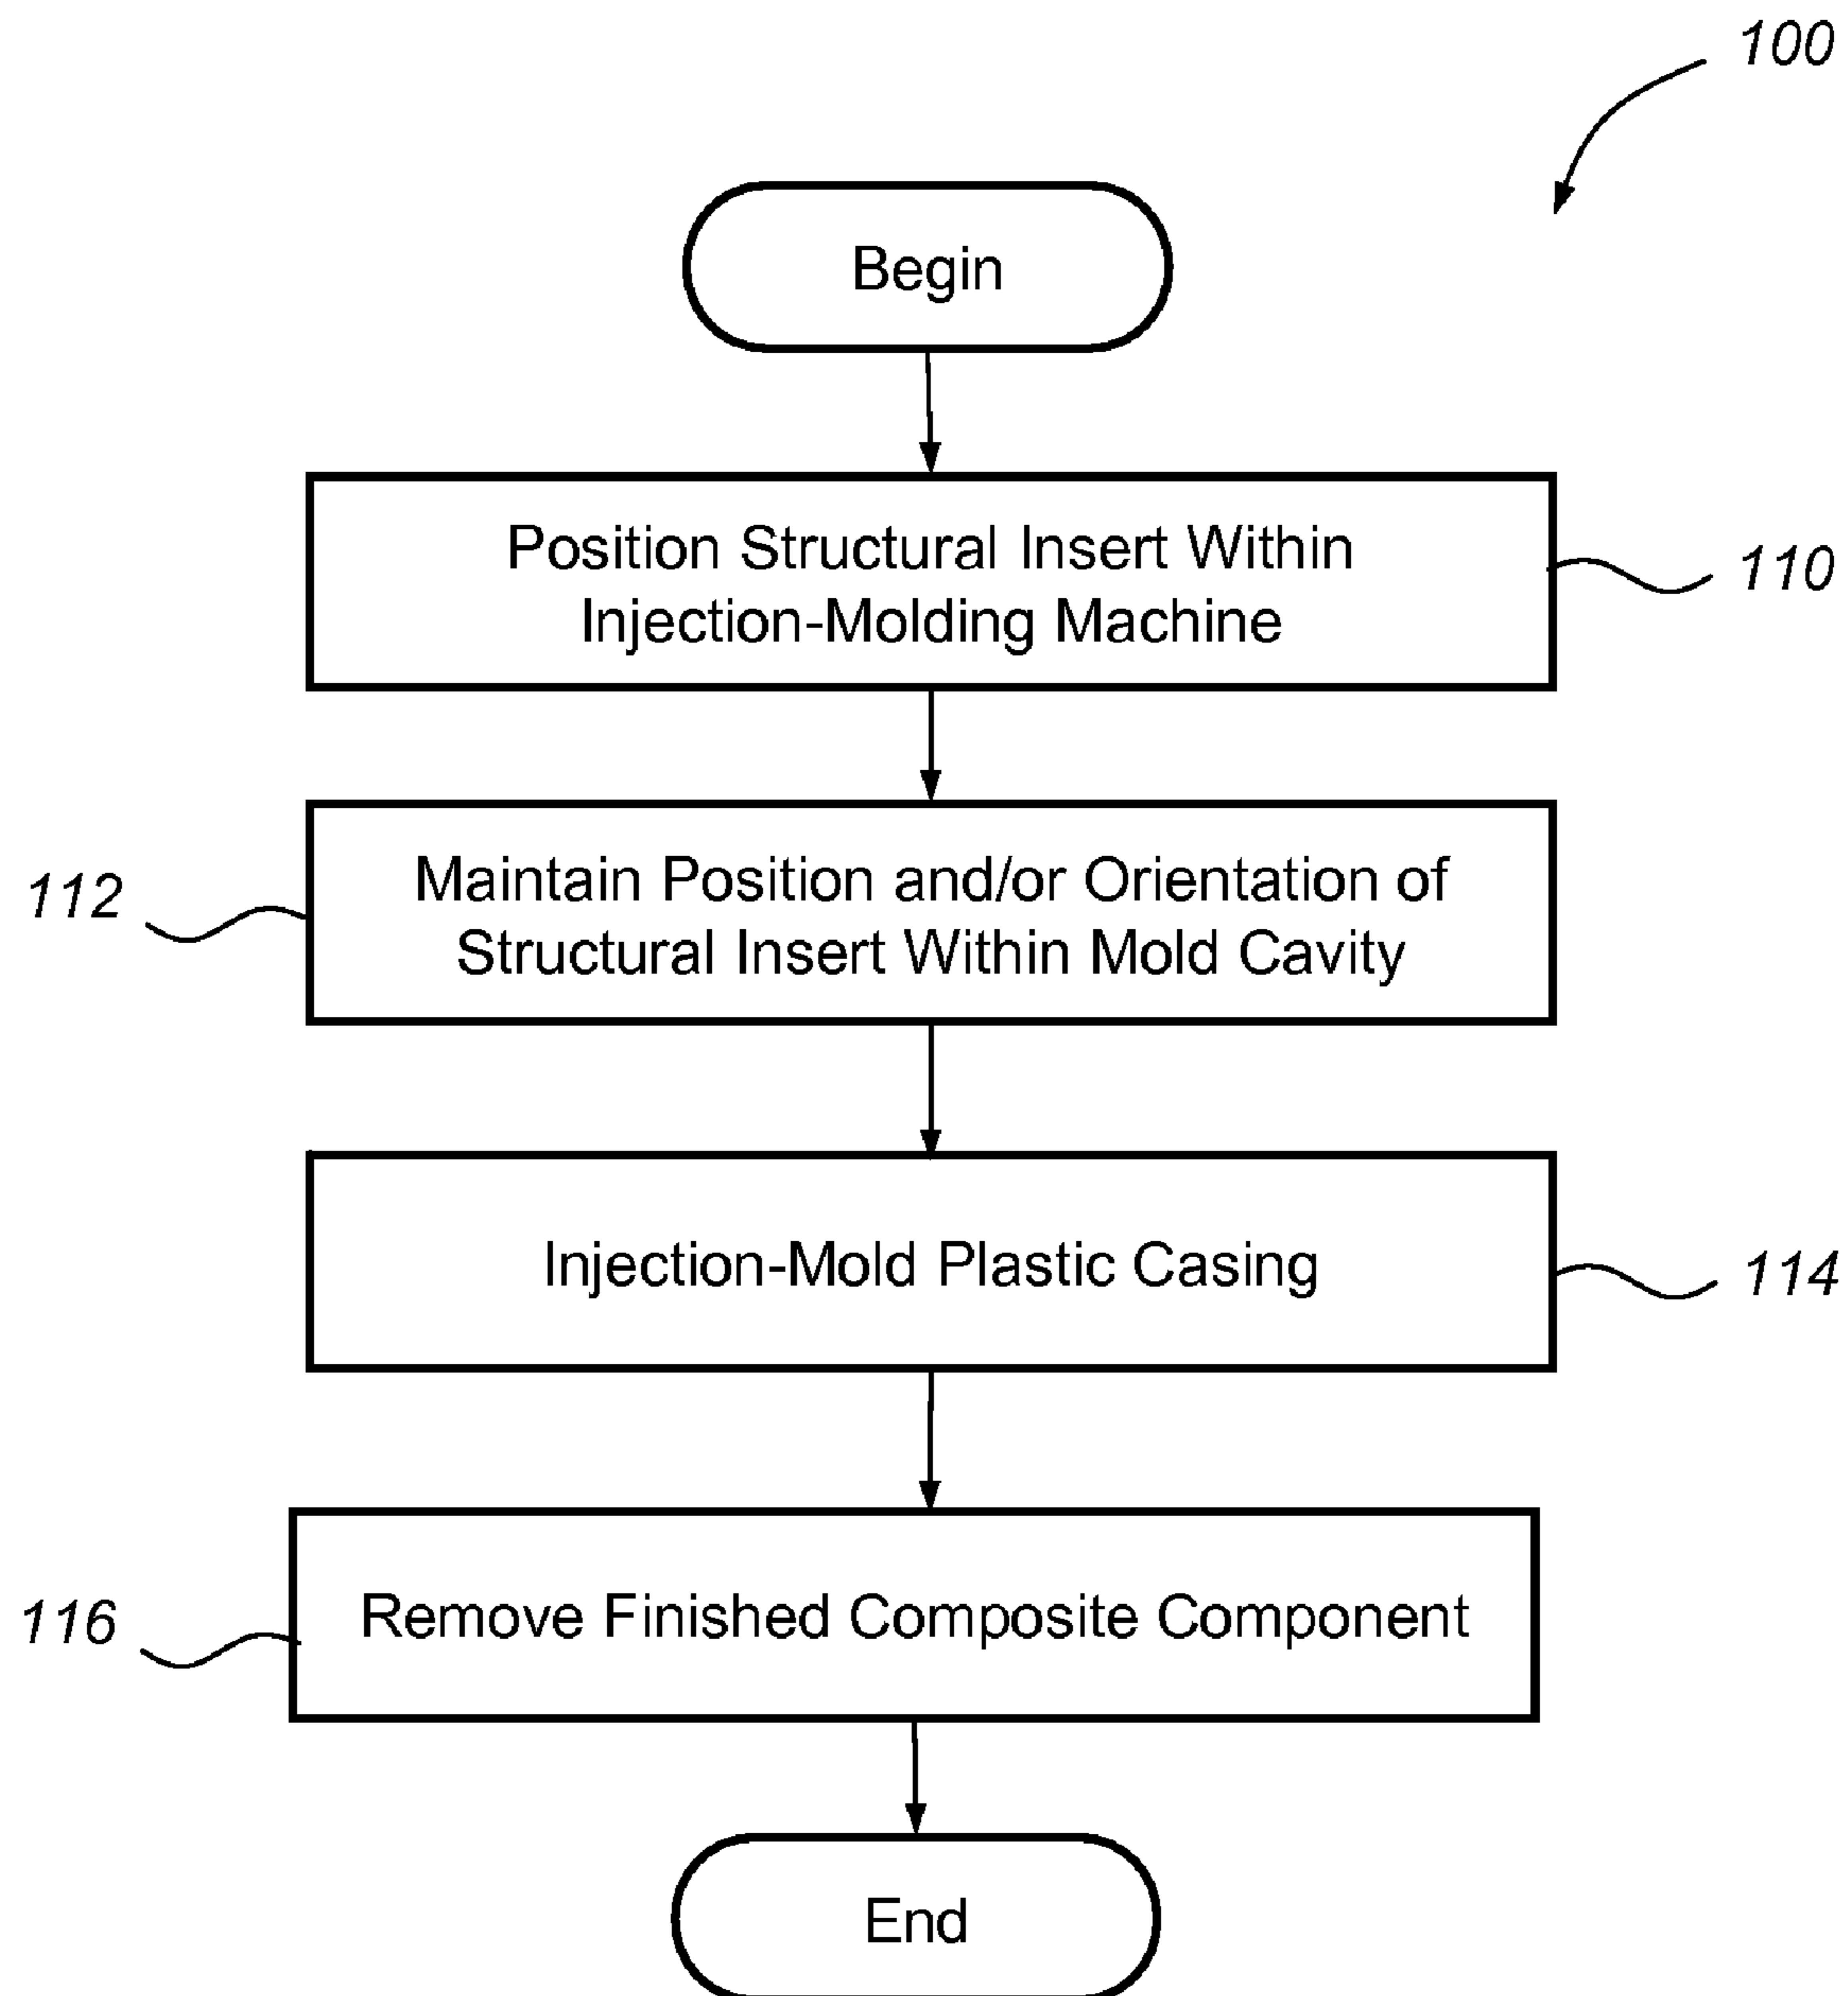 100
Begin
Position Structural Insert Within
Injection-Molding Machine
110
Maintain Position and/or Orientation of
Structural Insert Within Mold Cavity
112
Injection-Mold Plastic Casing
114
Remove Finished Composite Component
116
End